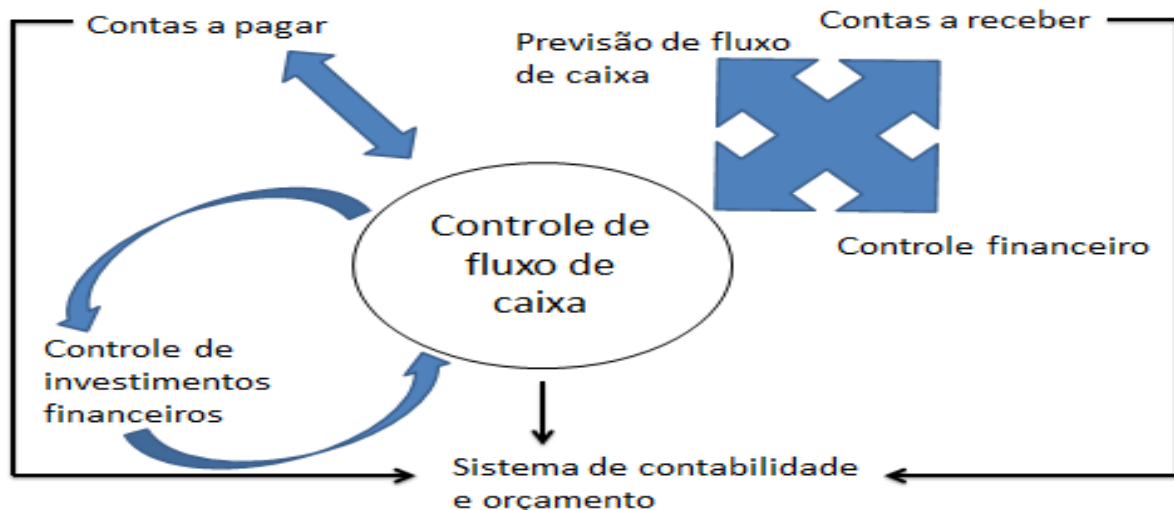 Contas a pagar
Contas a receber
Previsão de fluxo
de caixa
Controle de
fluxo de
caixa
Controle financeiro
Controle de
investimentos
financeiros
Sistema de contabilidade
e orçamento